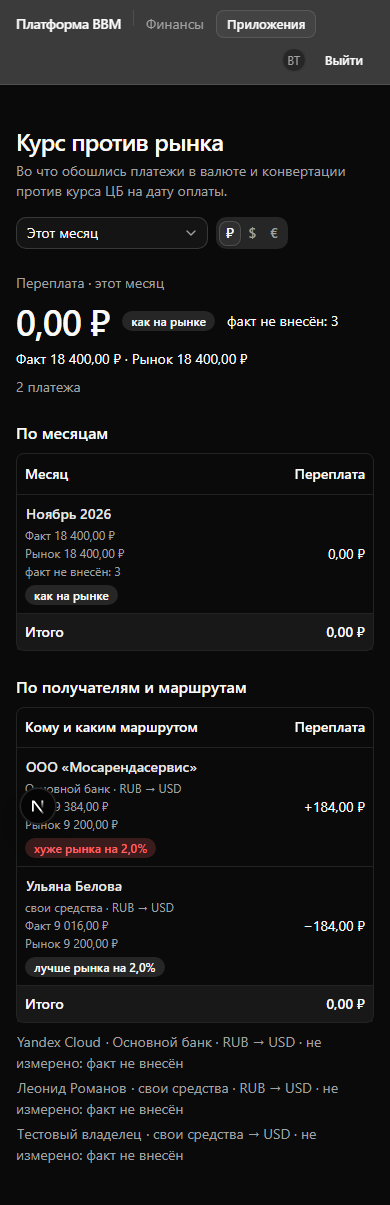 Платформа BBM Финансы Приложения
ВТ Выйти
Курс против рынка
Во что обошлись платежи в валюте и конвертации
против курса ЦБ на дату оплаты.
Этот месяц ₽ $ €
Переплата · этот месяц
0,00 ₽ как на рынке факт не внесён: 3
Факт 18 400,00 ₽ · Рынок 18 400,00 ₽
2 платежа
По месяцам
Месяц Переплата
Ноябрь 2026
Факт 18 400,00 ₽
Рынок 18 400,00 ₽
0,00 ₽
факт не внесён: 3
как на рынке
Итого 0,00 ₽
По получателям и маршрутам
Кому и каким маршрутом Переплата
ООО «Мосарендасервис»
Основной банк · RUB → USD
N 9 384,00 ₽ +184,00 ₽
Рынок 9 200,00 ₽
хуже рынка на 2,0%
Ульяна Белова
свои средства · RUB → USD
Факт 9 016,00 ₽ −184,00 ₽
Рынок 9 200,00 ₽
лучше рынка на 2,0%
Итого 0,00 ₽
Yandex Cloud · Основной банк · RUB → USD · не
измерено: факт не внесён
Леонид Романов · свои средства · RUB → USD · не
измерено: факт не внесён
Тестовый владелец · свои средства → USD · не
измерено: факт не внесён